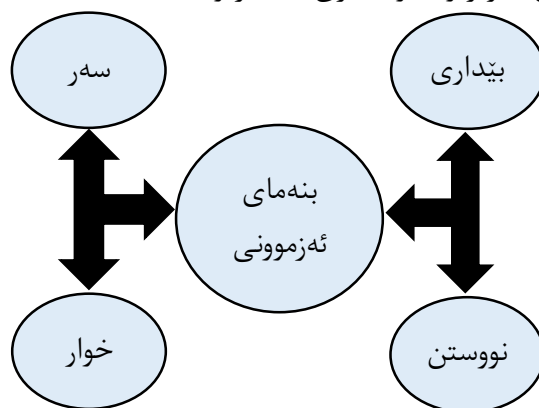 بێداری
سەر
بنەمای
ئەزموونی
نووستن
خوار